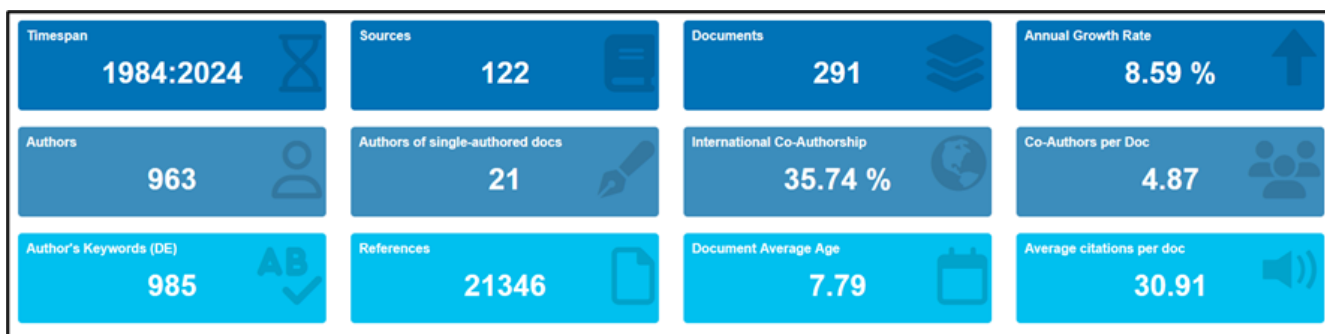 Timespan
1984:2024
Sources
122
Documents
291
Annual Growth Rate
8.59 %
Authors
963
Authors of single-authored docs
21
International Co-Authorship
35.74 %
Co-Authors per Doc
4.87
Author's Keywords (DE)
985
AB
References
21346
Document Average Age
7.79
Average citations per doc
30.91